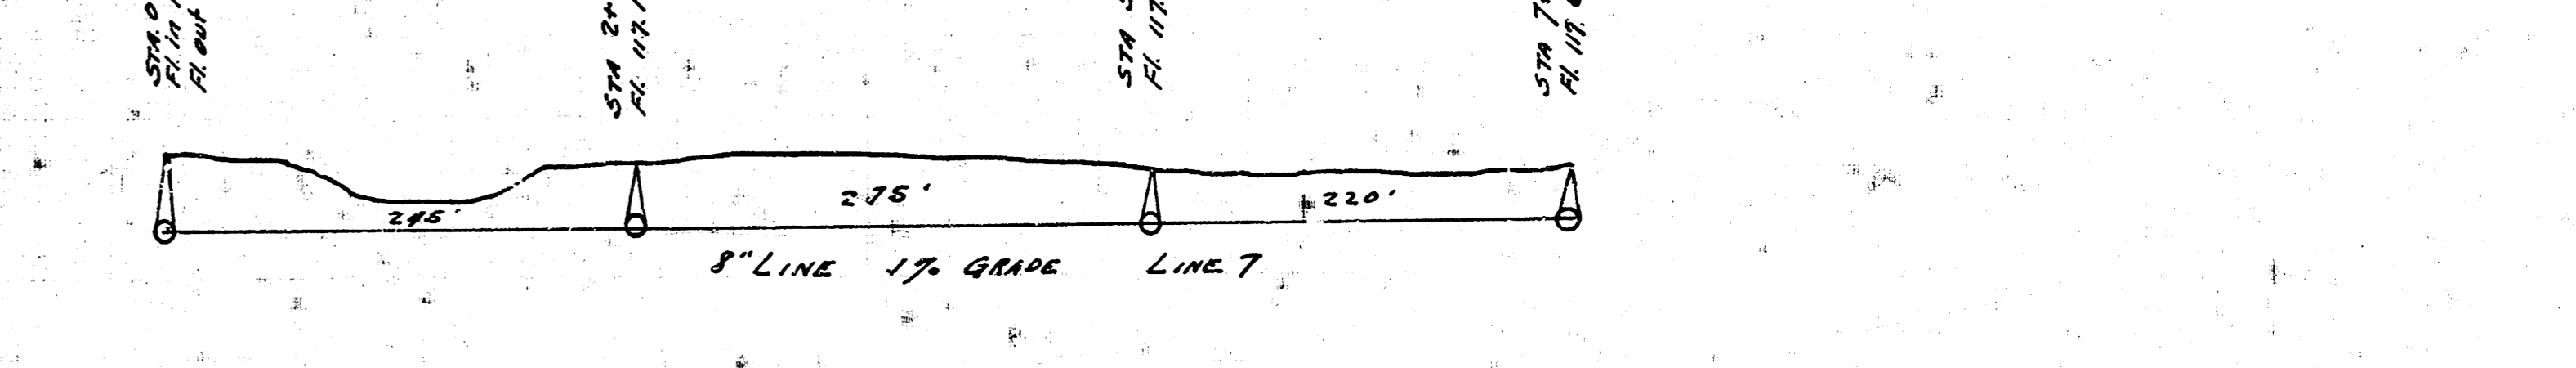 STA. 0
Fl. in
Fl. out
STA 2+
Fl. 117.1
STA
Fl. 117.
STA 7+
Fl. 117.
245'
275'
220'
8" LINE 1% GRADE LINE 7